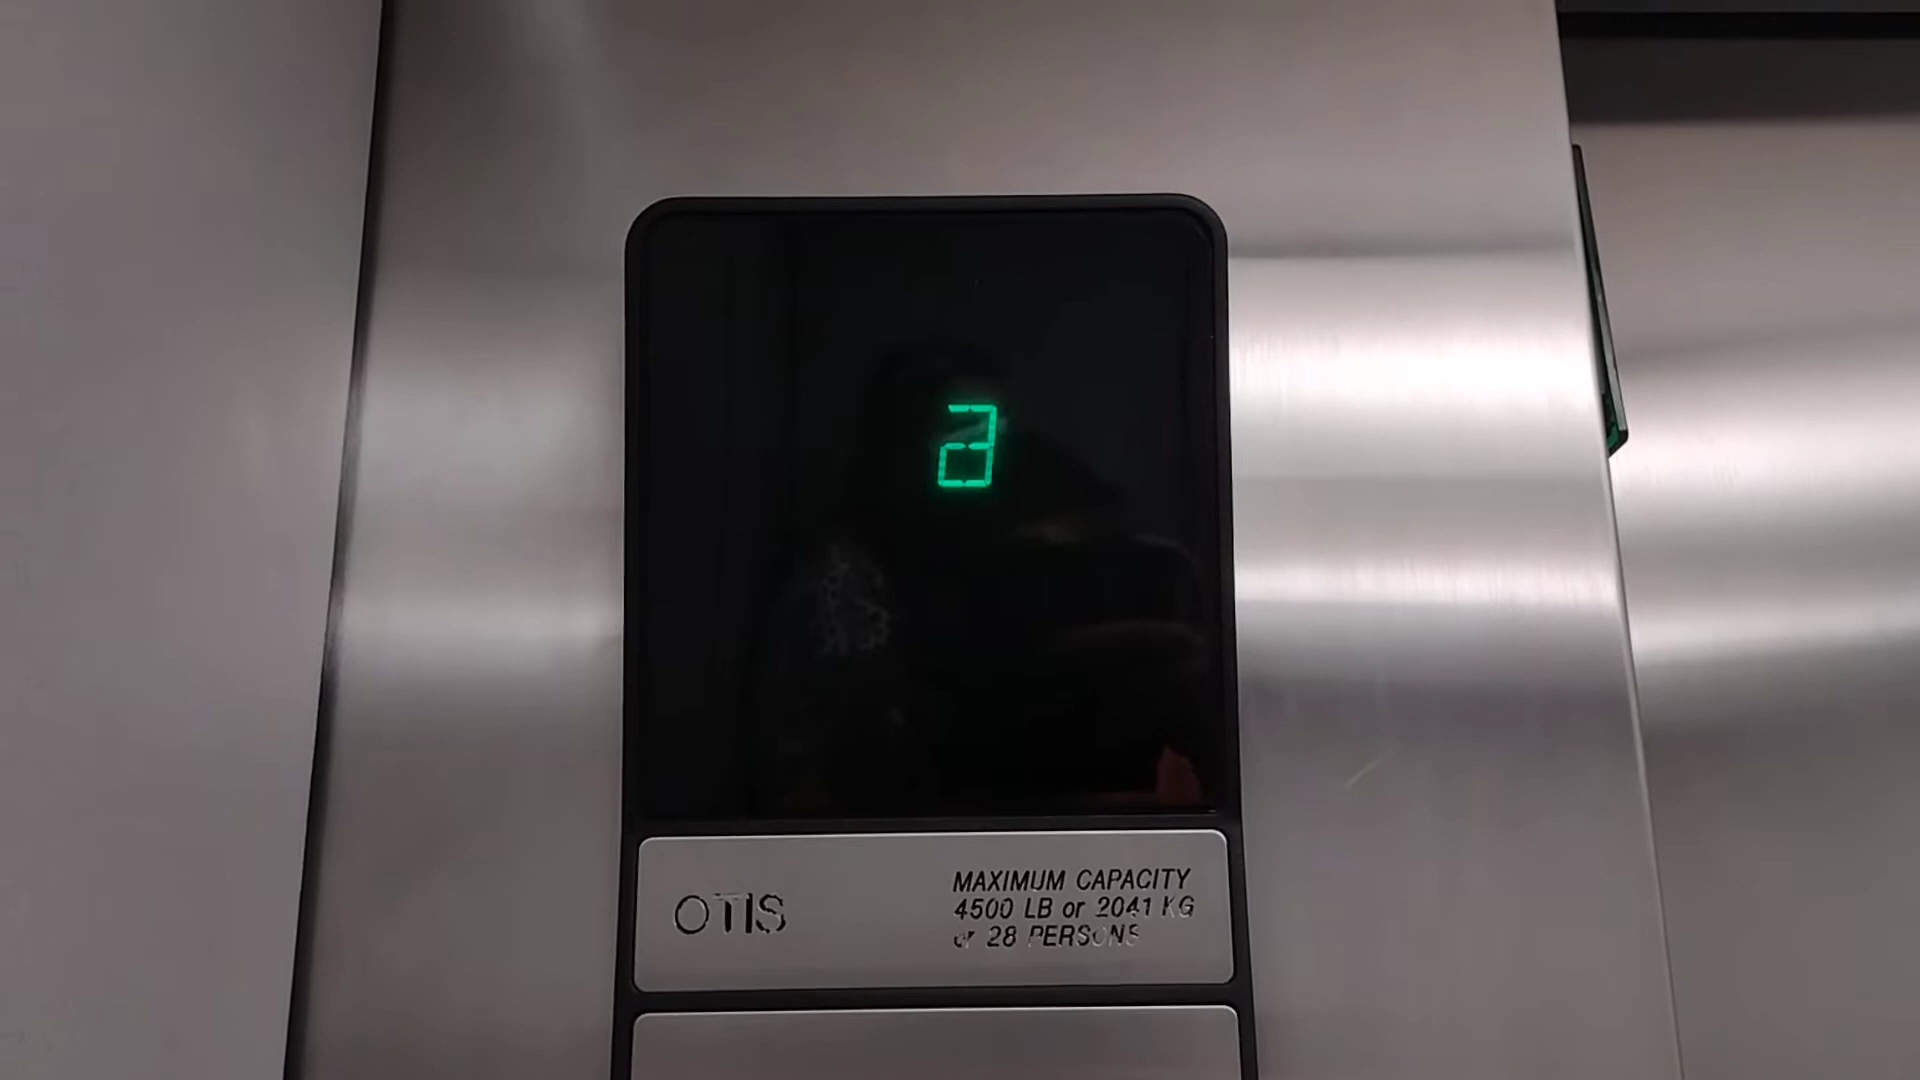 OTIS
MAXIMUM CAPACITY
4500 LB or 2041 KG
or 28 PERSONS